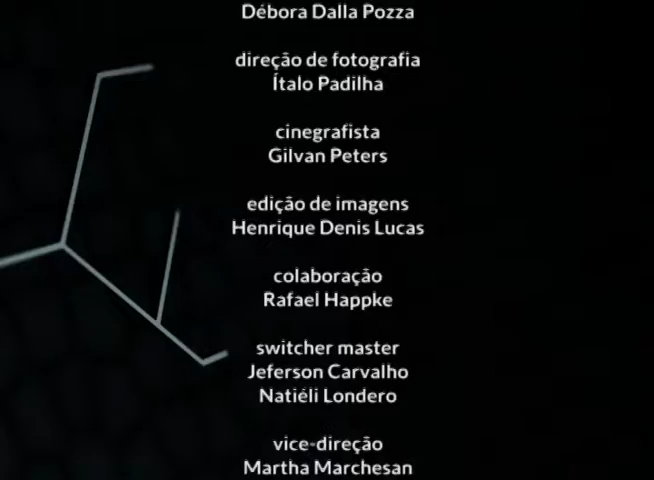 Débora Dalla Pozza
direção de fotografia
Ítalo Padilha
cinegrafista
Gilvan Peters
edição de imagens
Henrique Denis Lucas
colaboração
Rafael Happke
switcher master
Jeferson Carvalho
Natiéli Londero
vice-direção
Martha Marchesan